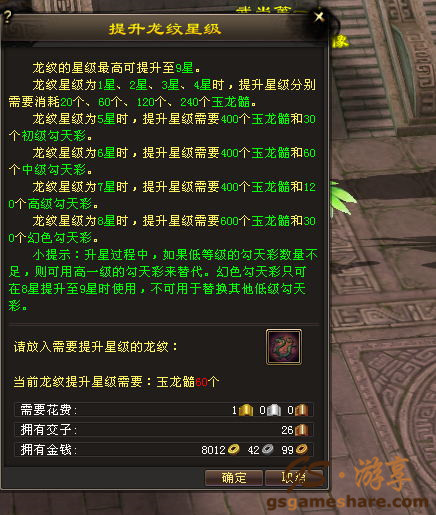 提升龙纹星级
龙纹的星级最高可提升至9星。
龙纹星级为1星、2星、3星、4星时，提升星级分别
需要消耗20个、60个、120个、240个玉龙髓。
龙纹星级为5星时，提升星级需要400个玉龙髓和30
个初级勾天彩。
龙纹星级为6星时，提升星级需要400个玉龙髓和60
个中级勾天彩。
龙纹星级为7星时，提升星级需要400个玉龙髓和12
0个高级勾天彩。
龙纹星级为8星时，提升星级需要600个玉龙髓和30
0个幻色勾天彩。
小提示：升星过程中，如果低等级的勾天彩数量不
足，则可用高一级的勾天彩来替代。幻色勾天彩只可
在8星提升至9星时使用，不可用于替换其他低级勾天
彩。
请放入需要提升星级的龙纹：
当前龙纹提升星级需要：玉龙髓60个
需要花费： 1 0 0
拥有交子： 26
拥有金钱： 8012 42 99
确定 取消
像
GS·游享
gsgameshare.com